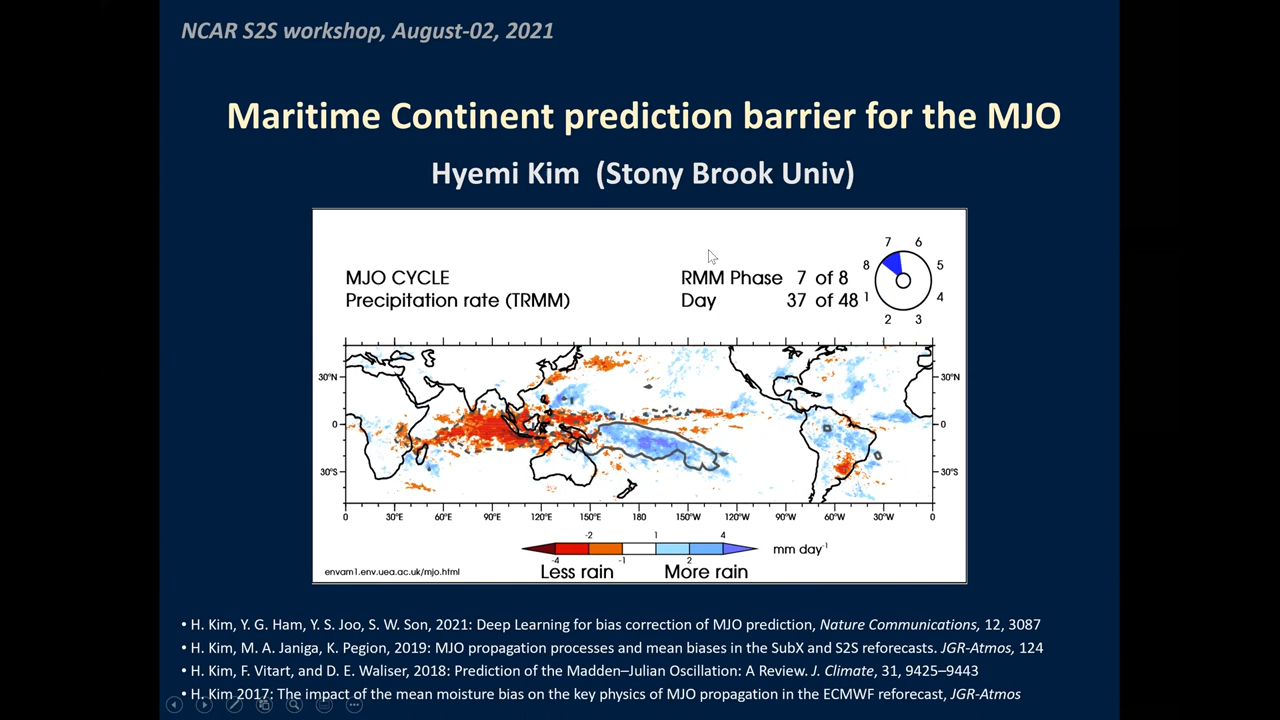 NCAR S2S workshop, August-02, 2021
Maritime Continent prediction barrier for the MJO
Hyemi Kim (Stony Brook Univ)
MJO CYCLE
Precipitation rate (TRMM)
RMM Phase 7 of 8
Day 37 of 48
7 6
8 5
1 4
2 3
30°N 30°N
0 0
30°S 30°S
0 30°E 60°E 90°E 120°E 150°E 180 150°W 120°W 90°W 60°W 30°W 0
-2 1 4
mm day-1
-4 -1 2
Less rain More rain
envam1.env.uea.ac.uk/mjo.html
• H. Kim, Y. G. Ham, Y. S. Joo, S. W. Son, 2021: Deep Learning for bias correction of MJO prediction, Nature Communications, 12, 3087
• H. Kim, M. A. Janiga, K. Pegion, 2019: MJO propagation processes and mean biases in the SubX and S2S reforecasts. JGR-Atmos, 124
• H. Kim, F. Vitart, and D. E. Waliser, 2018: Prediction of the Madden–Julian Oscillation: A Review. J. Climate, 31, 9425–9443
• H. Kim 2017: The impact of the mean moisture bias on the key physics of MJO propagation in the ECMWF reforecast, JGR-Atmos